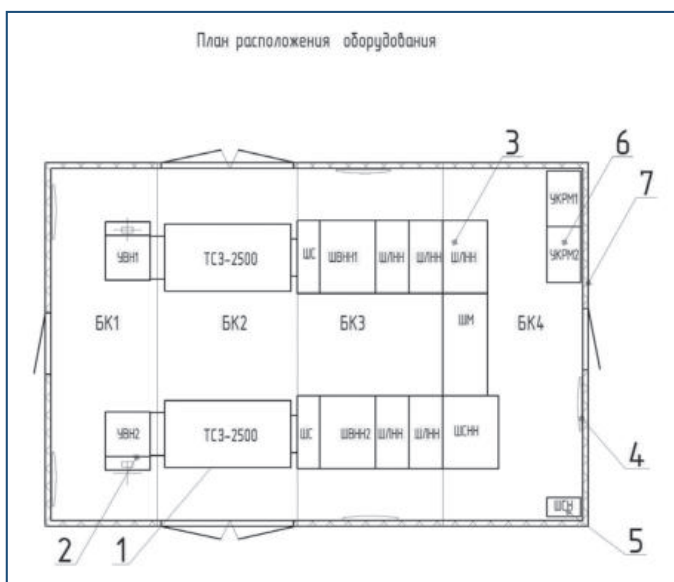 План расположения оборудования
3
6
7
УКРМ1
УВН1
ТСЗ-2500
ШС
ШВНН1
ШЛНН
ШЛНН
ШЛНН
УКРМ2
БК1
БК2
БК3
ШМ
БК4
УВН2
ТСЗ-2500
ШС
ШВНН2
ШЛНН
ШЛНН
ШСНН
4
ШСН
2
1
5